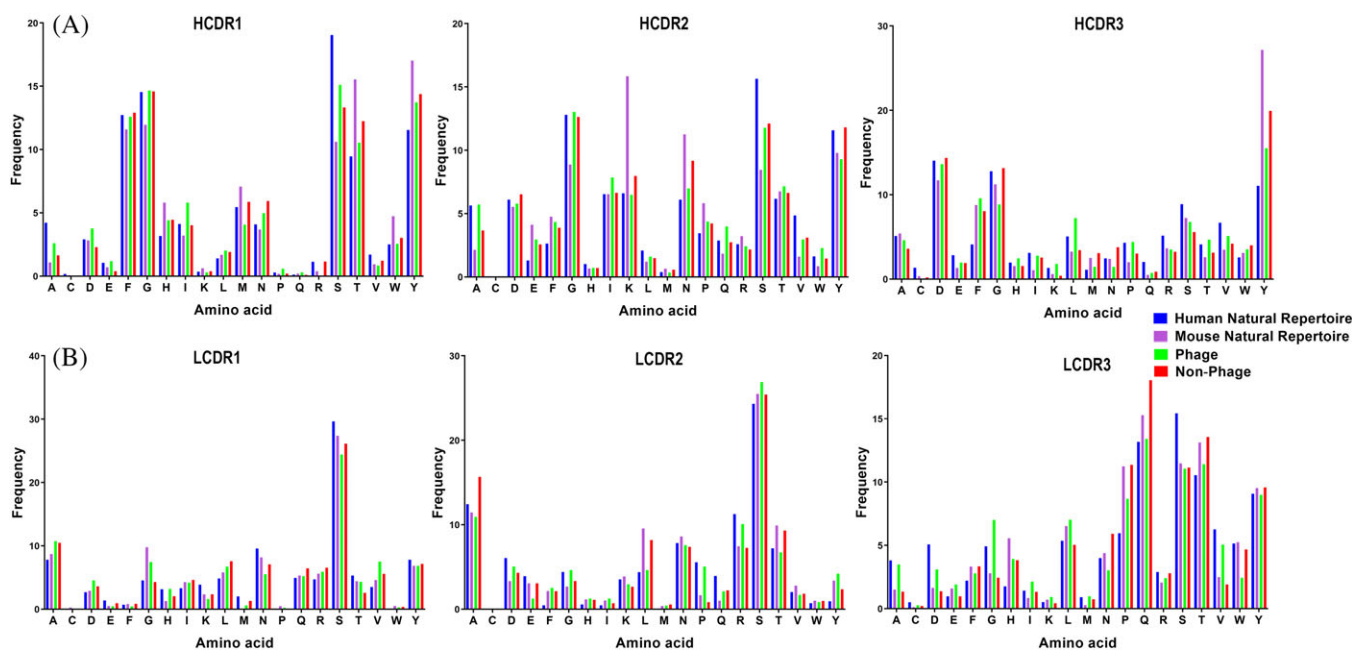 (A)
HCDR1
HCDR2
HCDR3
Frequency
20
15
10
5
0
A C D E F G H I K L M N P Q R S T V W Y
Amino acid
Frequency
20
15
10
5
0
A C D E F G H I K L M N P Q R S T V W Y
Amino acid
Frequency
30
20
10
0
A C D E F G H I K L M N P Q R S T V W Y
Amino acid
Human Natural Repertoire
Mouse Natural Repertoire
Phage
Non-Phage
(B)
LCDR1
LCDR2
LCDR3
Frequency
40
30
20
10
0
A C D E F G H I K L M N P Q R S T V W Y
Amino acid
Frequency
30
20
10
0
A C D E F G H I K L M N P Q R S T V W Y
Amino acid
Frequency
20
15
10
5
0
A C D E F G H I K L M N P Q R S T V W Y
Amino acid